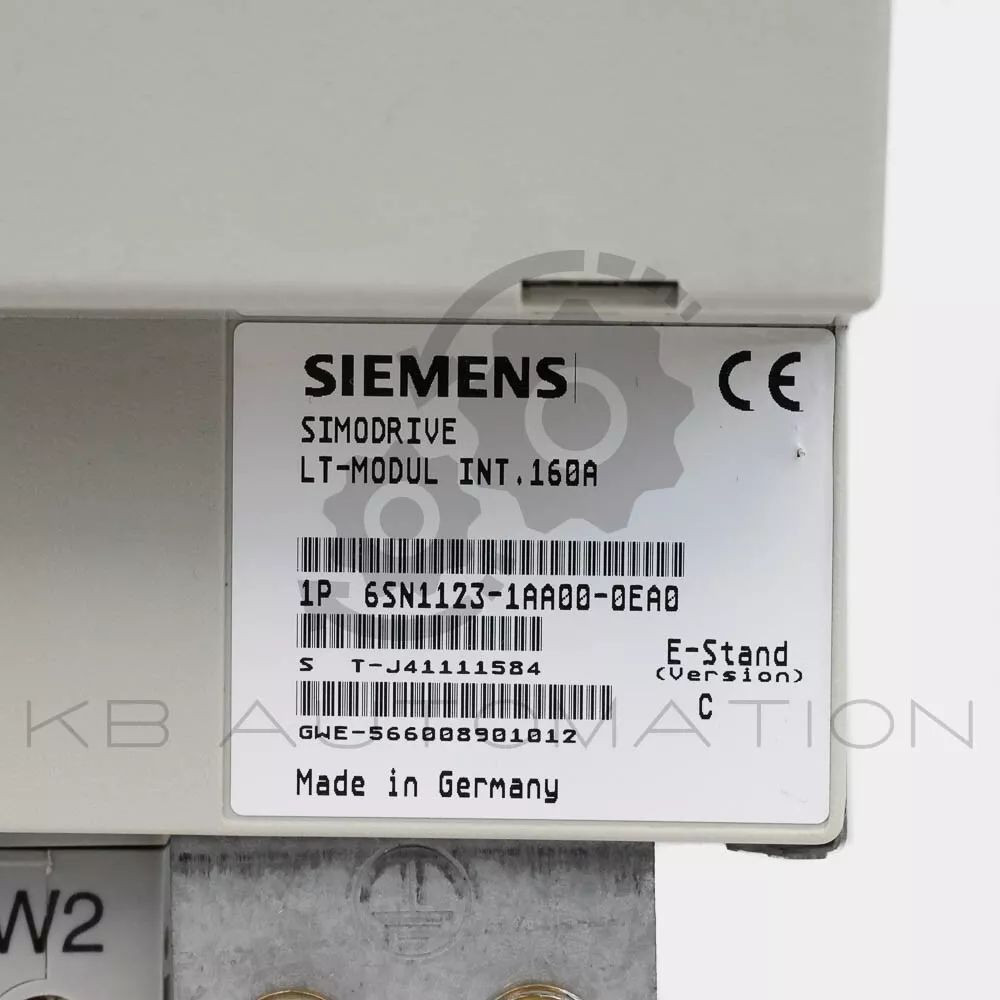 SIEMENS
CE
SIMODRIVE
LT-MODUL INT.160A
1P 6SN1123-1AA00-0EA0
S T-J41111584
E-Stand
(Version)
C
GWE-566008901012
KB AUTOMATION
Made in Germany
W2